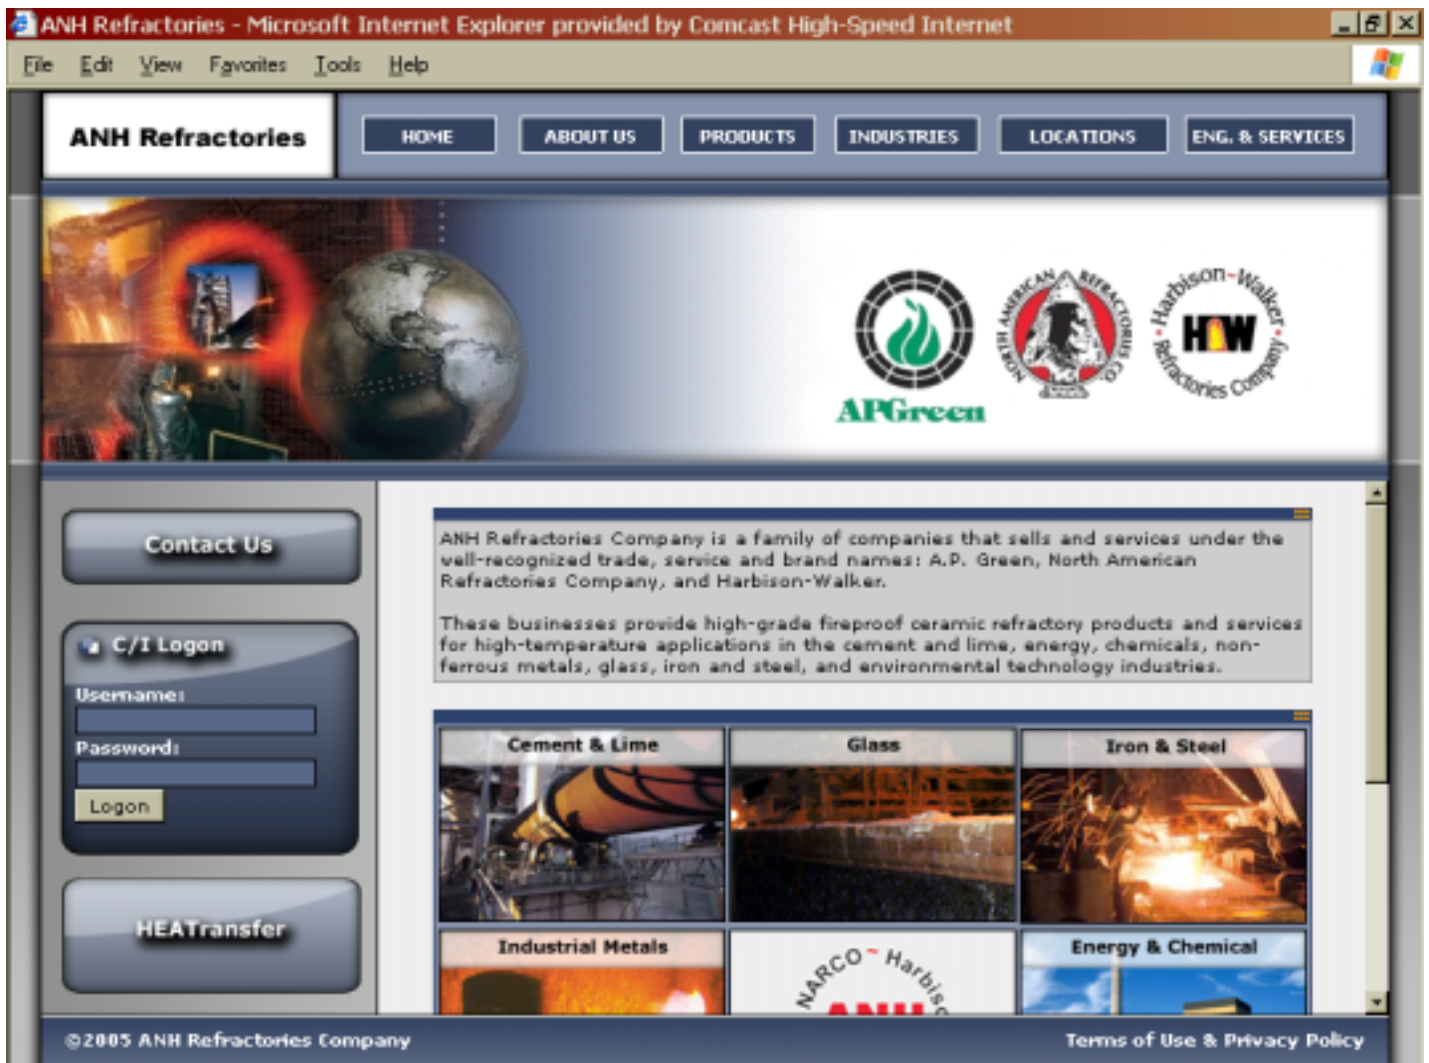 ANH Refractories - Microsoft Internet Explorer provided by Comcast High-Speed Internet
File Edit View Favorites Tools Help
ANH Refractories
HOME ABOUT US PRODUCTS INDUSTRIES LOCATIONS ENG. & SERVICES
APGreen
NORTH AMERICAN REFRACTORIES CO.
Harbison-Walker
HW
Refractories Company
Contact Us
C/I Logon
Username:
Password:
Logon
HEATransfer
ANH Refractories Company is a family of companies that sells and services under the
well-recognized trade, service and brand names: A.P. Green, North American
Refractories Company, and Harbison-Walker.
These businesses provide high-grade fireproof ceramic refractory products and services
for high-temperature applications in the cement and lime, energy, chemicals, non-
ferrous metals, glass, iron and steel, and environmental technology industries.
Cement & Lime Glass Iron & Steel
Industrial Metals Energy & Chemical
NARCO ~ Harbiso
ANH
©2005 ANH Refractories Company
Terms of Use & Privacy Policy